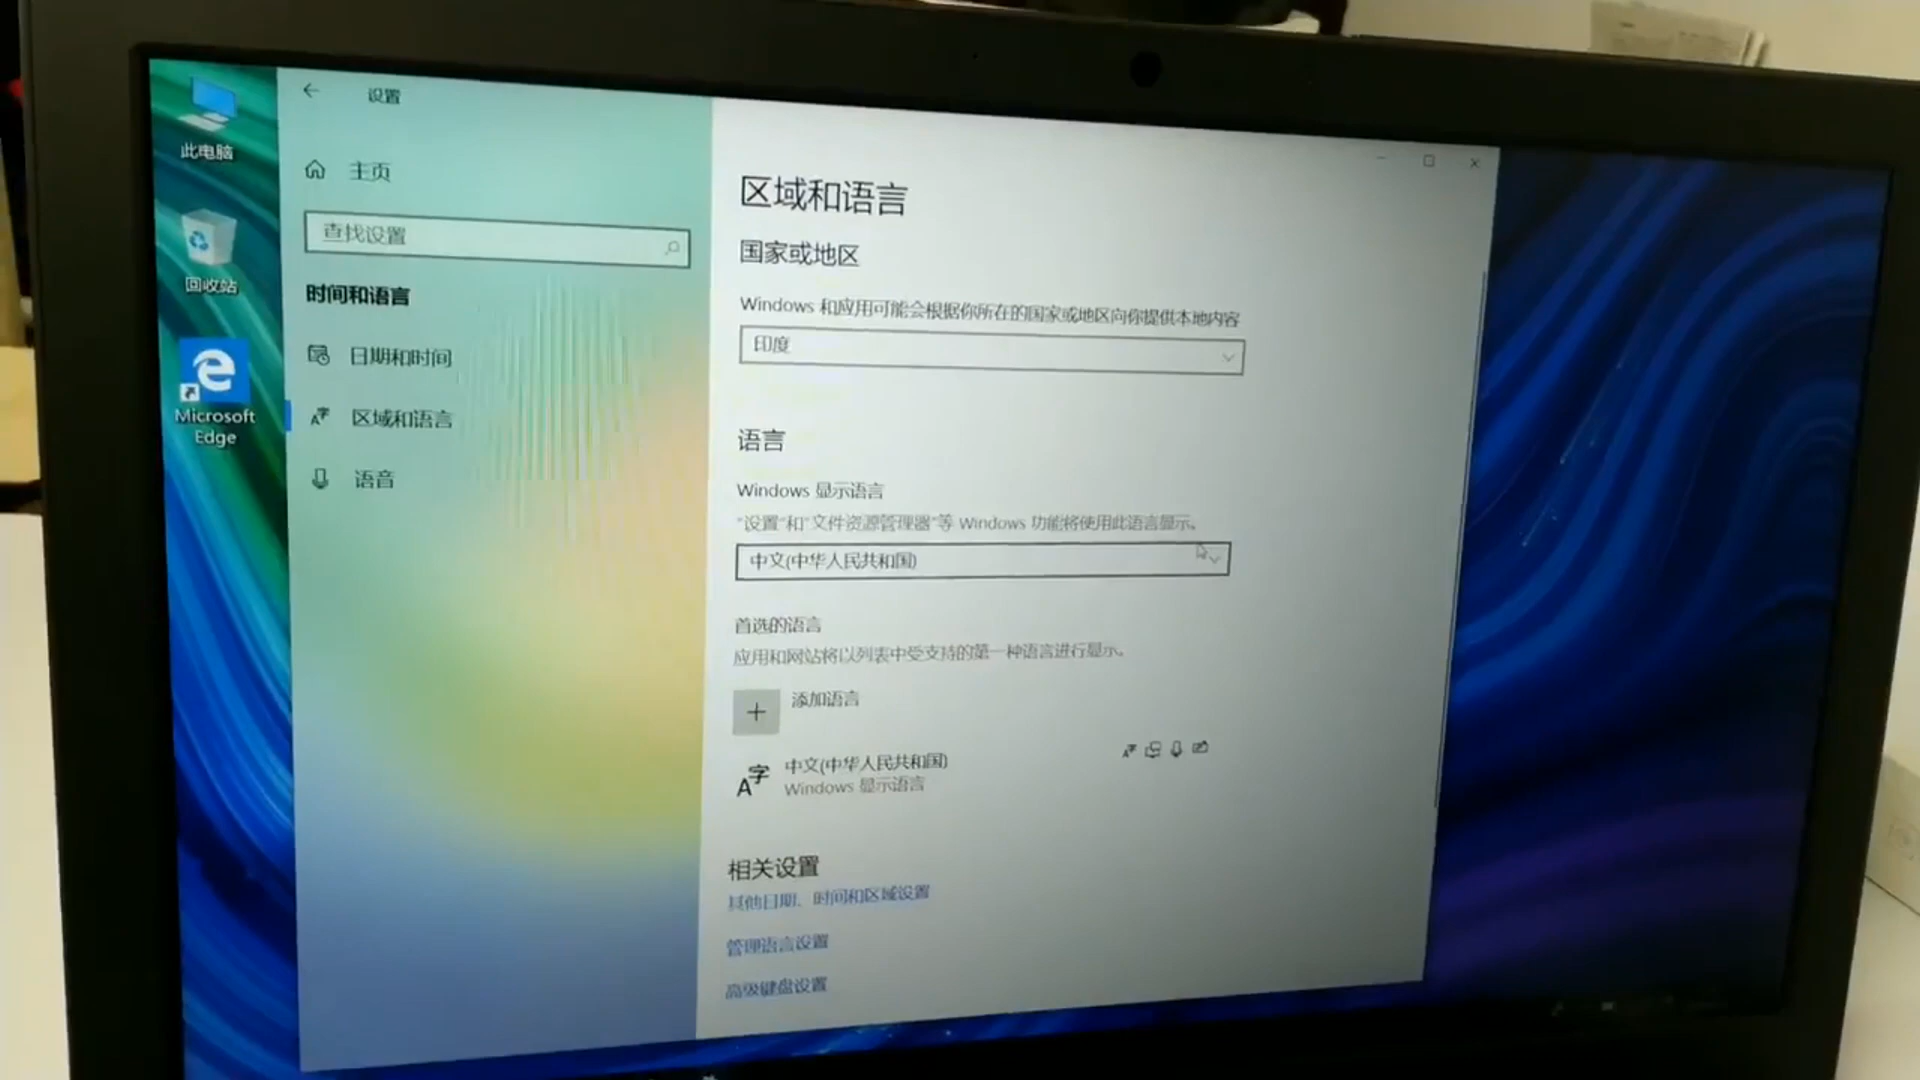 此电脑
回收站
Microsoft
Edge
设置
主页
查找设置
时间和语言
日期和时间
区域和语言
语音
区域和语言
国家或地区
Windows 和应用可能会根据你所在的国家或地区向你提供本地内容
印度
语言
Windows 显示语言
"设置"和"文件资源管理器"等 Windows 功能将使用此语言显示。
中文(中华人民共和国)
首选的语言
应用和网站将以列表中受支持的第一种语言进行显示。
添加语言
中文(中华人民共和国)
Windows 显示语言
相关设置
其他日期、时间和区域设置
管理语言设置
高级键盘设置